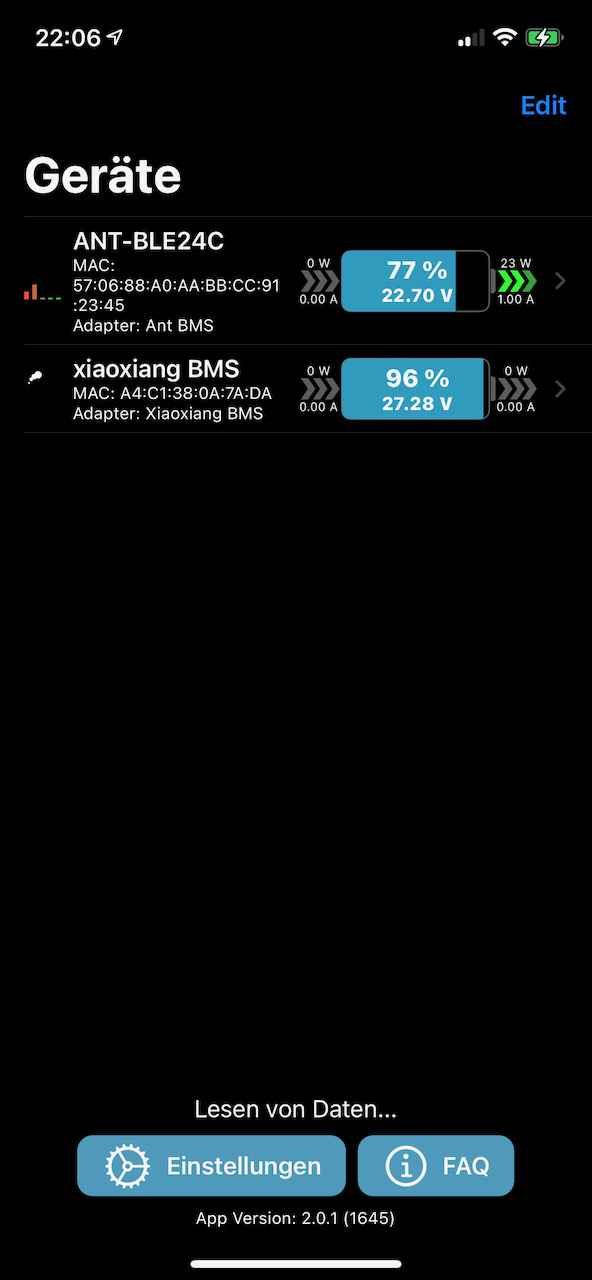 22:06
Edit
Geräte
ANT-BLE24C
MAC:
57:06:88:A0:AA:BB:CC:91
:23:45
Adapter: Ant BMS
0 W
0.00 A
77 %
22.70 V
23 W
1.00 A
xiaoxiang BMS
MAC: A4:C1:38:0A:7A:DA
Adapter: Xiaoxiang BMS
0 W
0.00 A
96 %
27.28 V
0 W
0.00 A
Lesen von Daten...
Einstellungen
FAQ
App Version: 2.0.1 (1645)